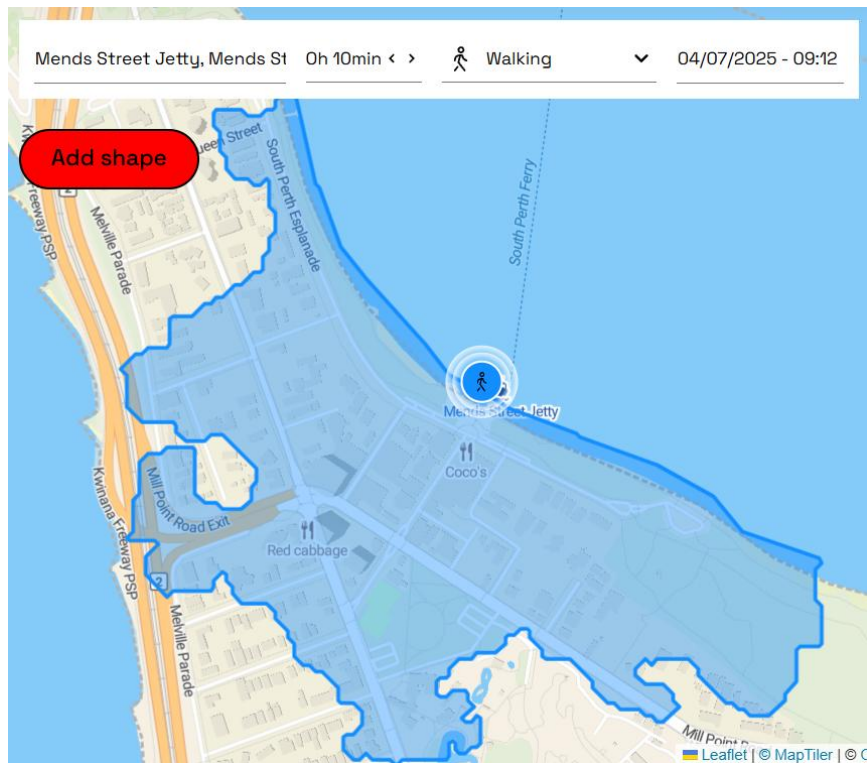 Mends Street Jetty, Mends St
0h 10min < >
Walking
04/07/2025 - 09:12
Add shape
Queen Street
South Perth Esplanade
South Perth Ferry
Kwinana Freeway PSP
2
Melville Parade
Mends Street Jetty
Coco's
Mill Point Road Exit
Red cabbage
Kwinana Freeway PSP
2
Melville Parade
Mill Point
Leaflet | © MapTiler | ©